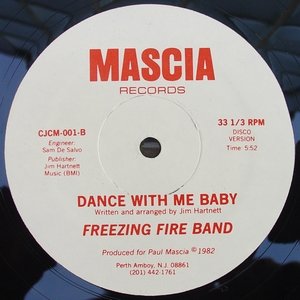 MASCIA
RECORDS
CJCM-001-B
Engineer:
Sam De Salvo
Publisher:
Jim Hartnett
Music (BMI)
33 1/3 RPM
DISCO
VERSION
Time: 5:52
DANCE WITH ME BABY
Written and arranged by Jim Hartnett
FREEZING FIRE BAND
Produced for Paul Mascia ©1982
Perth Amboy, N.J. 08861
(201) 442-1761